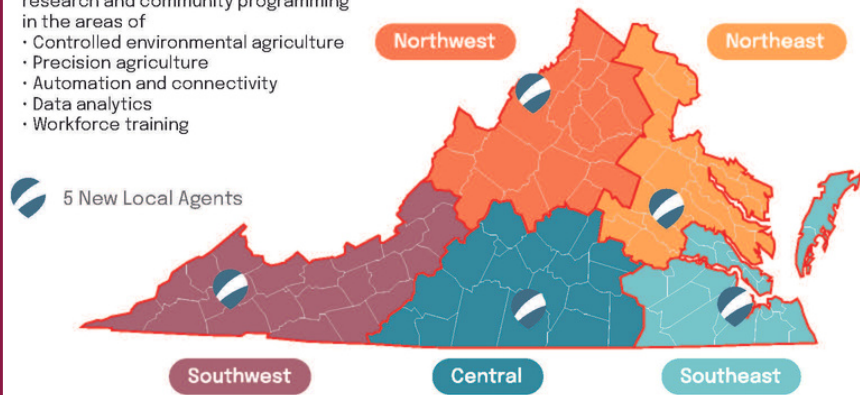 research and community programming
in the areas of
· Controlled environmental agriculture
· Precision agriculture
· Automation and connectivity
· Data analytics
· Workforce training
Northwest
Northeast
5 New Local Agents
Southwest
Central
Southeast